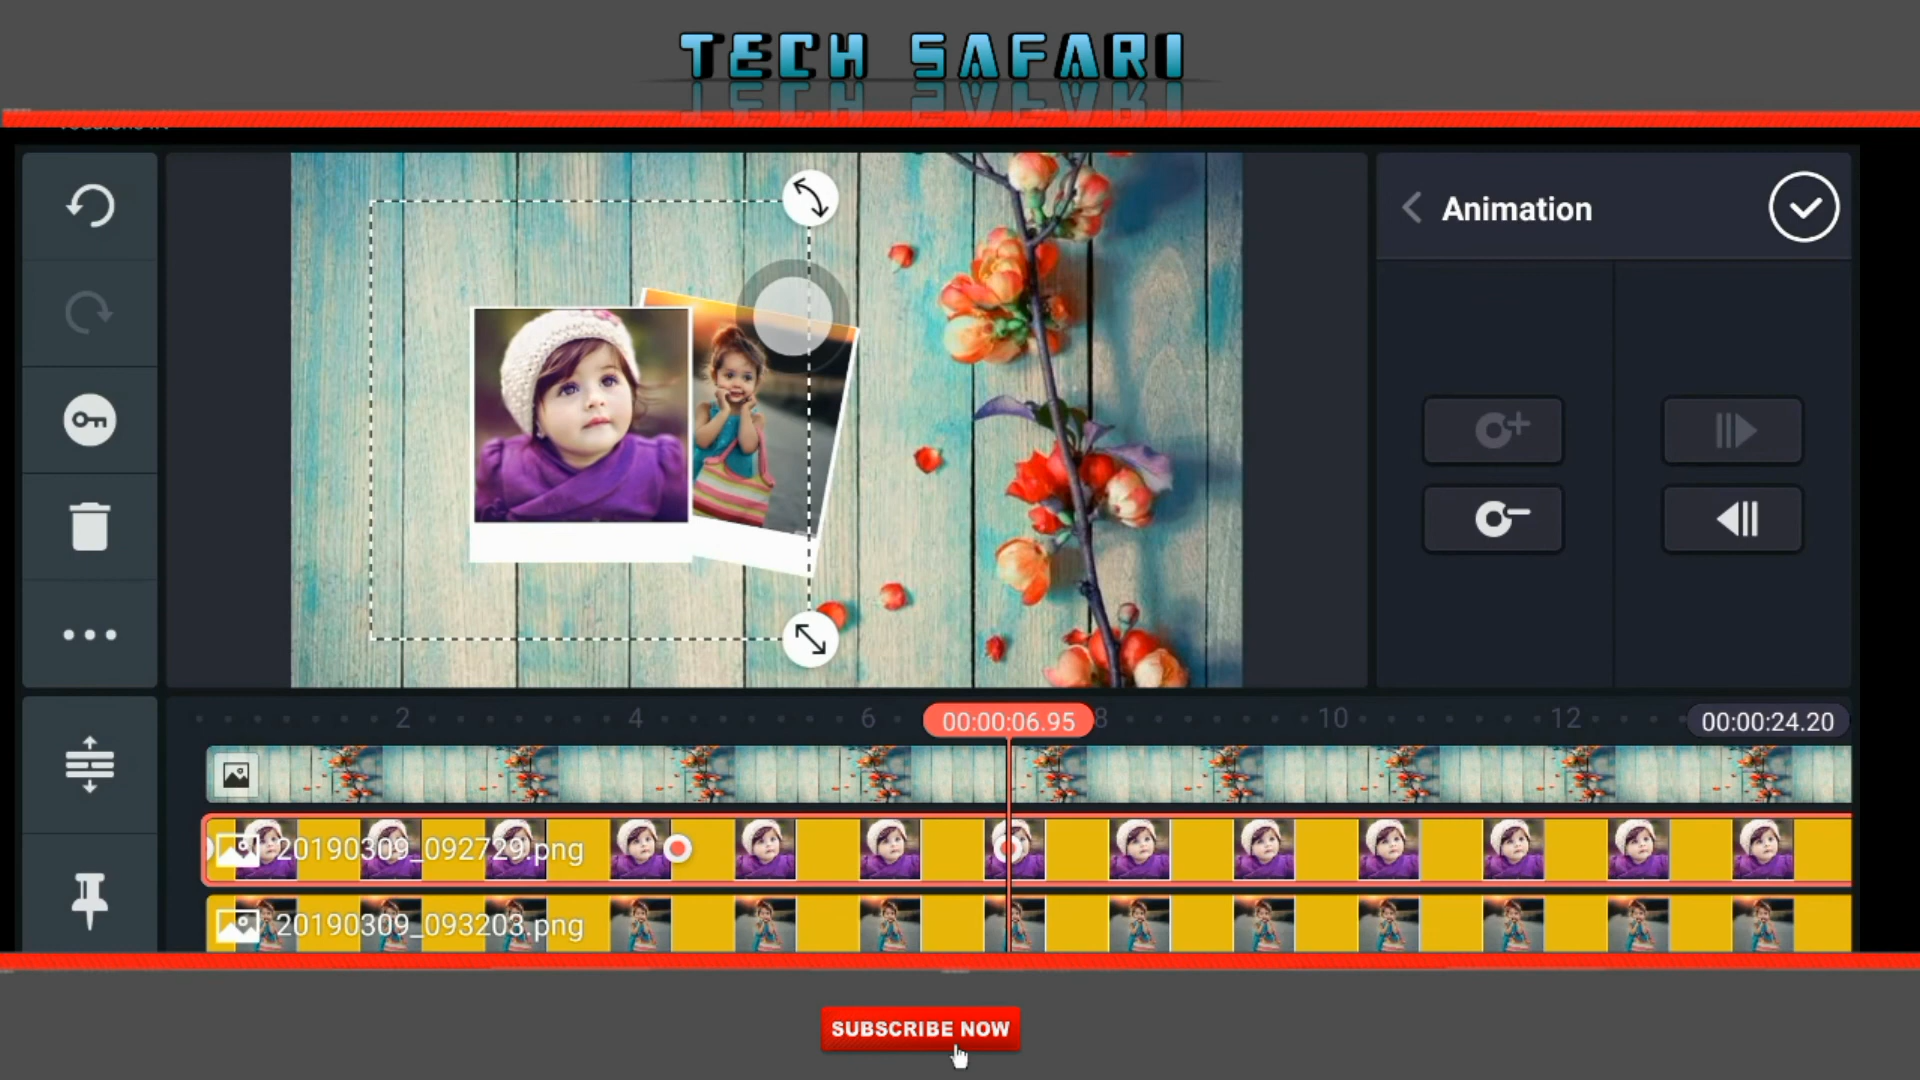 TECH SAFARI
Animation
2
4
6
00:00:06.95
8
10
12
00:00:24.20
20190309_092729.png
20190309_093203.png
SUBSCRIBE NOW